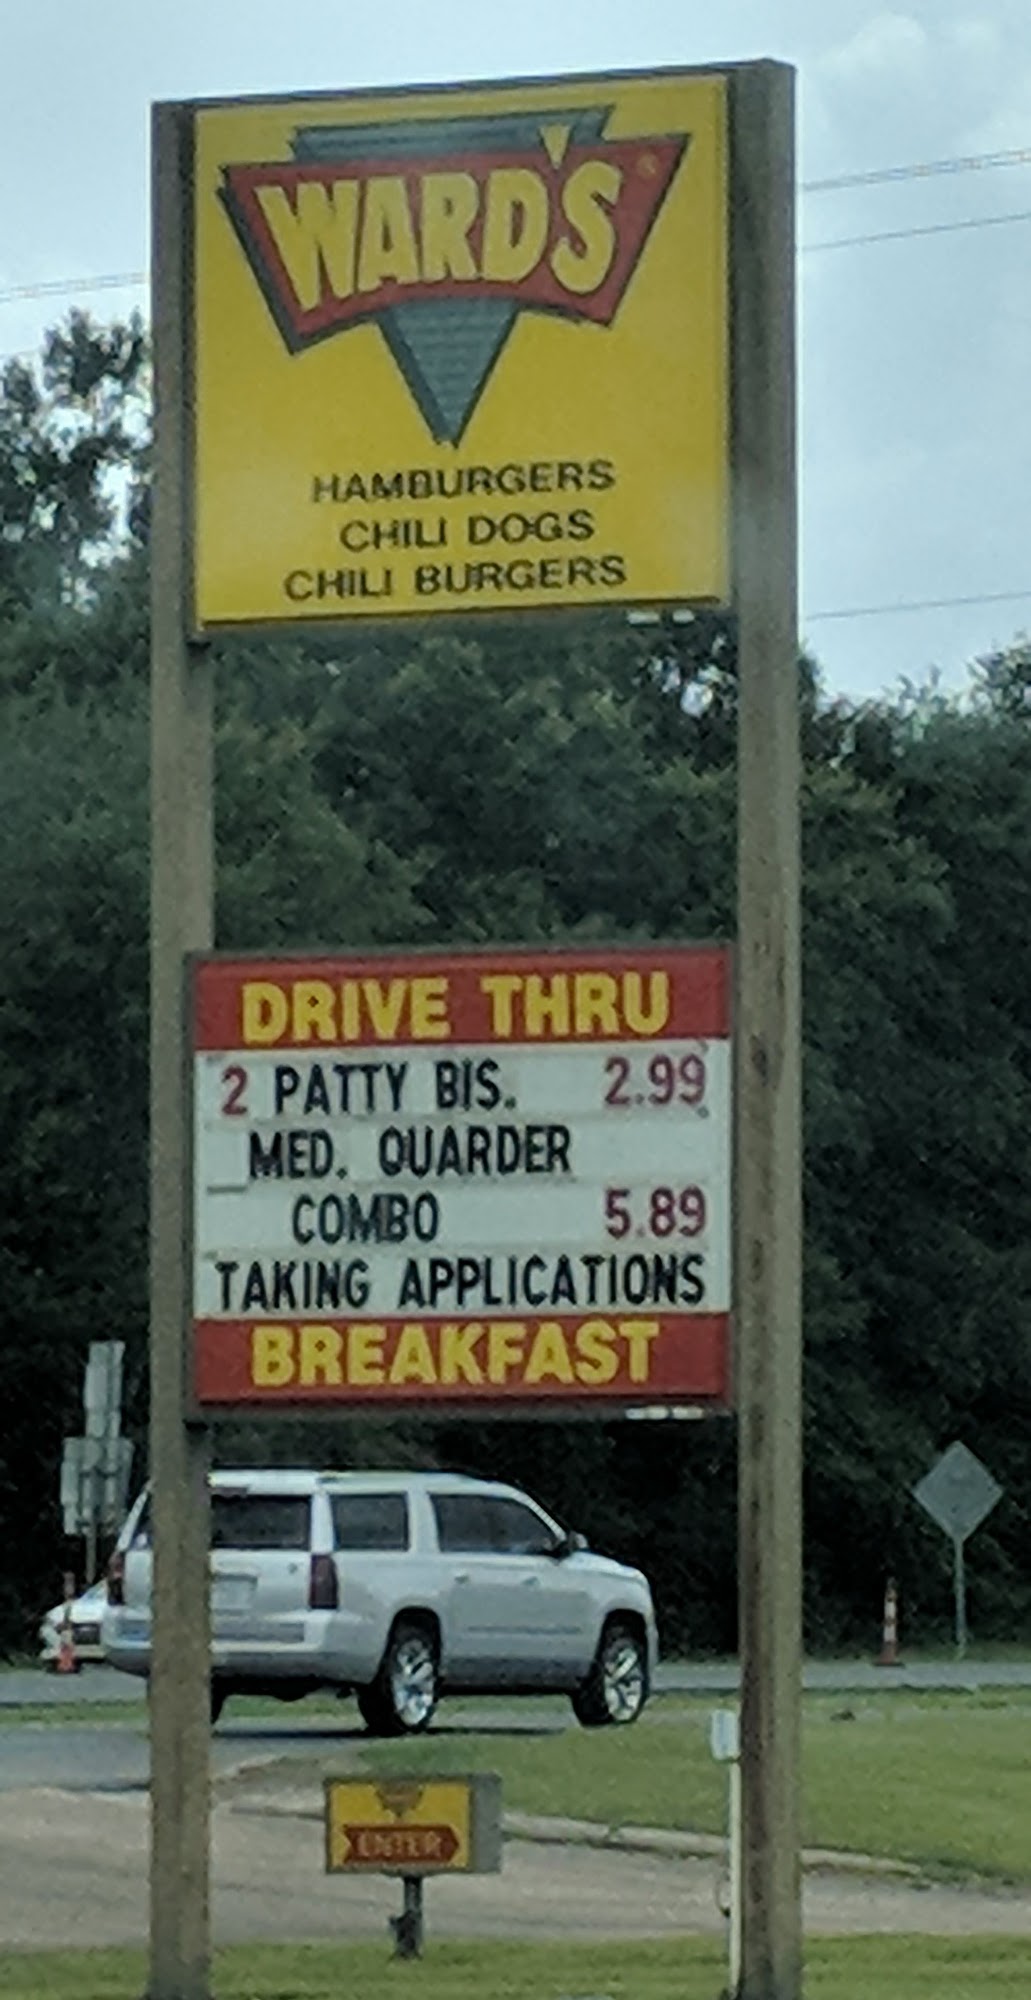 WARD'S
HAMBURGERS
CHILI DOGS
CHILI BURGERS
DRIVE THRU
2 PATTY BIS. 2.99
MED. QUARDER
COMBO 5.89
TAKING APPLICATIONS
BREAKFAST
ENTER